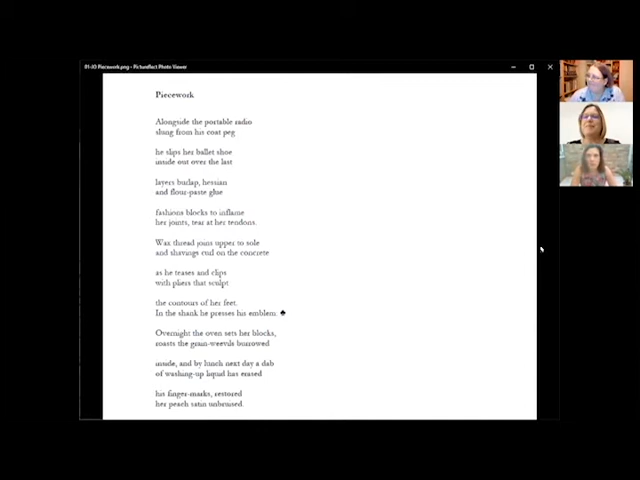 01-JO Piecework.png - Pictureflect Photo Viewer
Piecework
Alongside the portable radio
slung from his coat peg
he slips her ballet shoe
inside out over the last
layers burlap, hessian
and flour-paste glue
fashions blocks to inflame
her joints, tear at her tendons.
Wax thread joins upper to sole
and shavings curl on the concrete
as he teases and clips
with pliers that sculpt
the contours of her feet.
In the shank he presses his emblem. ♠
Overnight the oven sets her blocks,
roasts the grain-weevils burrowed
inside, and by lunch next day a dab
of washing-up liquid has erased
his finger-marks, restored
her peach satin unbruised.